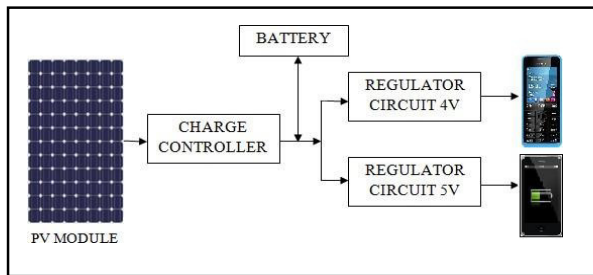 BATTERY
REGULATOR
CIRCUIT 4V
CHARGE
CONTROLLER
REGULATOR
CIRCUIT 5V
PV MODULE